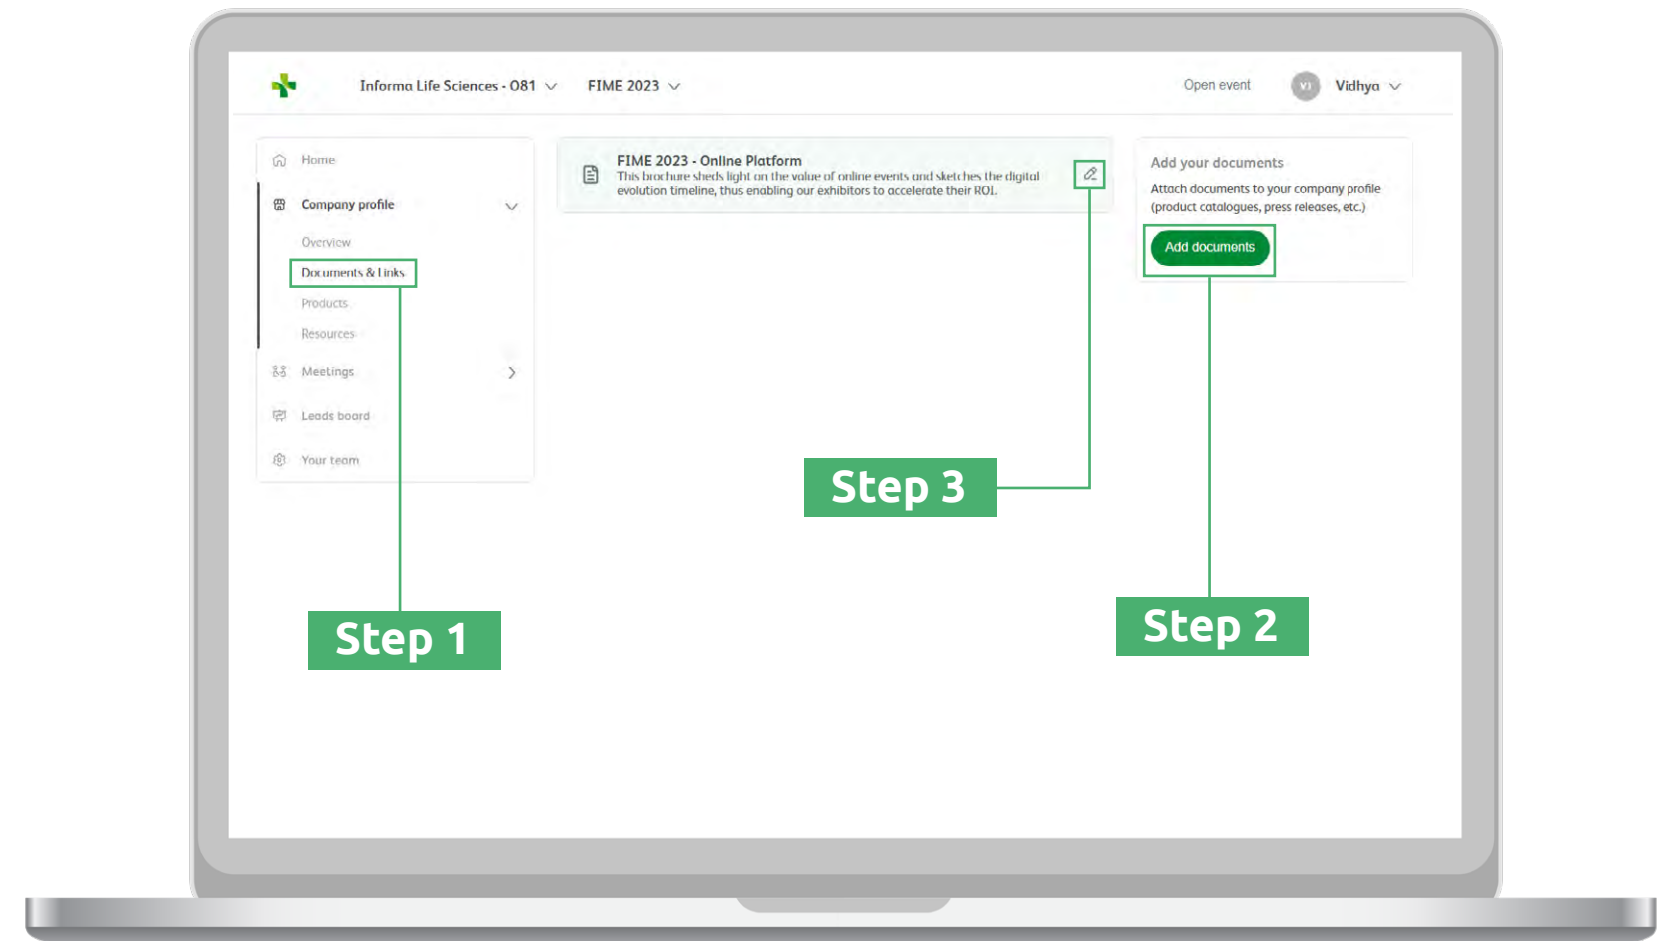 Informa Life Sciences - O81
FIME 2023
Open event
VI
Vidhya
Home
Company profile
Overview
Documents & Links
Products
Resources
Meetings
Leads board
Your team
FIME 2023 - Online Platform
This brochure sheds light on the value of online events and sketches the digital
evolution timeline, thus enabling our exhibitors to accelerate their ROI.
Add your documents
Attach documents to your company profile
(product catalogues, press releases, etc.)
Add documents
Step 3
Step 2
Step 1